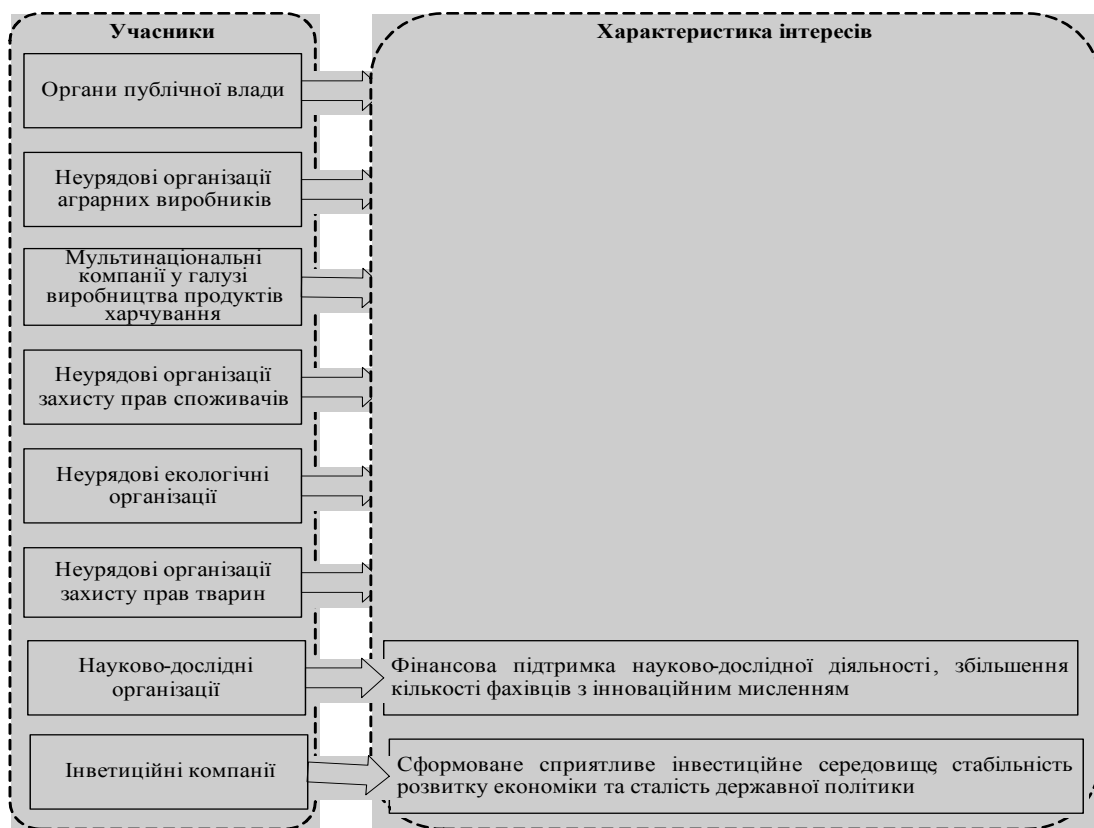 Учасники
Характеристика інтересів
Органи публічної влади
Неурядові організації
аграрних виробників
Мультинаціональні
компанії у галузі
виробництва продуктів
харчування
Неурядові організації
захисту прав споживачів
Неурядові екологічні
організації
Неурядові організації
захисту прав тварин
Науково-дослідні
організації
Фінансова підтримка науково-дослідної діяльності, збільшення
кількості фахівців з інноваційним мисленням
Інветиційні компанії
Сформоване сприятливе інвестиційне середовище, стабільність
розвитку економіки та сталість державної політики